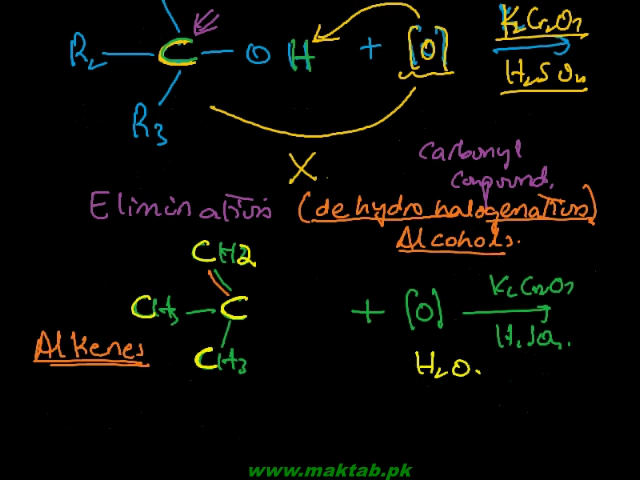 R2 — C — O H + [O] K2Cr2O7
H2SO4
R3
X
Carbonyl
Compound.
Elimination (dehydrohalogenation)
Alcohols.
CH2
CH3 — C + [O] K2Cr2O7
H2SO4.
Alkenes CH3 H2O.
www.maktab.pk